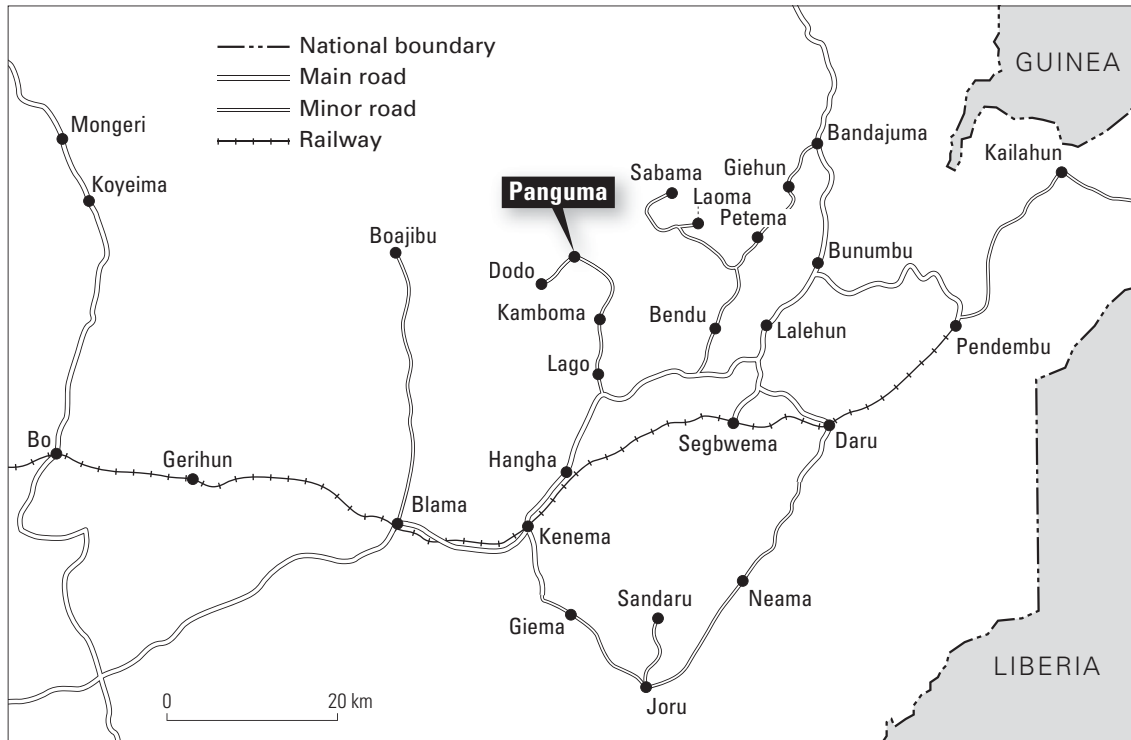 National boundary
Main road
Minor road
Railway
GUINEA
Mongeri
Bandajuma
Kailahun
Koyeima
Sabama
Giehun
Panguma
Laoma
Petema
Boajibu
Bunumbu
Dodo
Kamboma
Bendu
Lalehun
Pendembu
Lago
Bo
Gerihun
Segbwema
Daru
Hangha
Blama
Kenema
Sandaru
Neama
Giema
LIBERIA
0 20 km
Joru